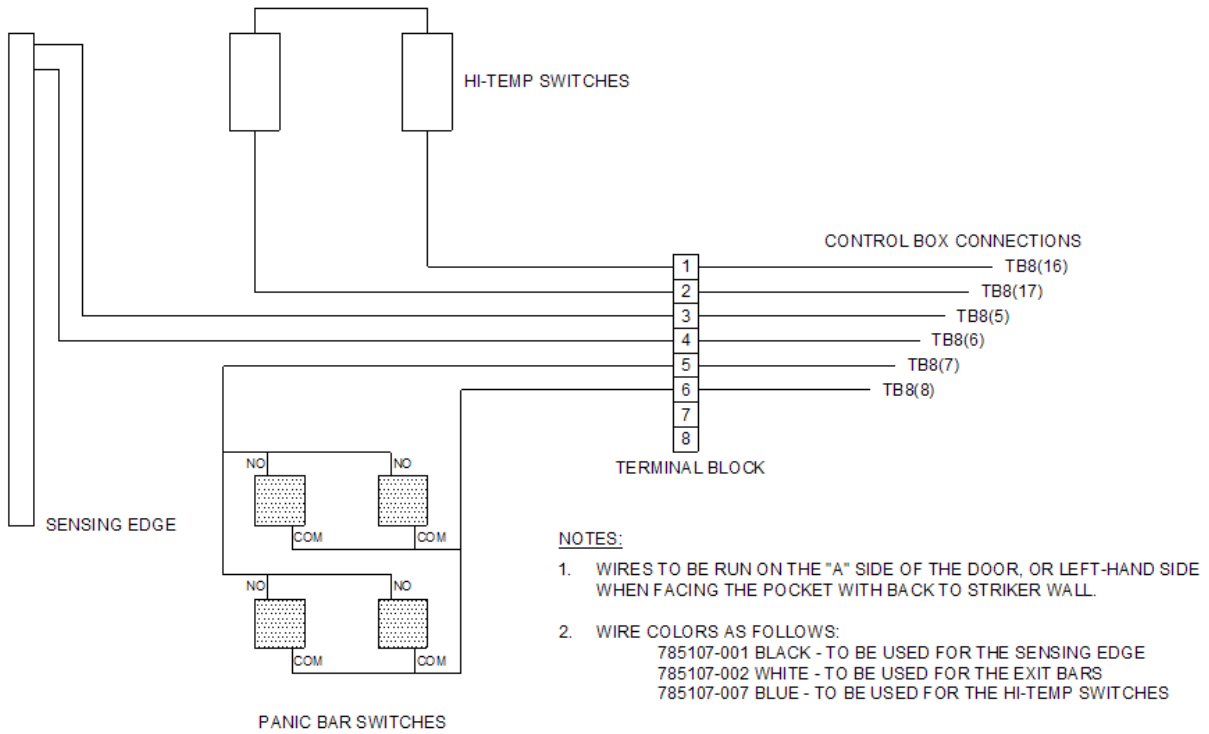 HI-TEMP SWITCHES
CONTROL BOX CONNECTIONS
1 TB8(16)
2 TB8(17)
3 TB8(5)
4 TB8(6)
5 TB8(7)
6 TB8(8)
7
8
TERMINAL BLOCK
NO NO
COM COM
SENSING EDGE
NO NO
COM COM
PANIC BAR SWITCHES
NOTES:
1. WIRES TO BE RUN ON THE "A" SIDE OF THE DOOR, OR LEFT-HAND SIDE
WHEN FACING THE POCKET WITH BACK TO STRIKER WALL.
2. WIRE COLORS AS FOLLOWS:
785107-001 BLACK - TO BE USED FOR THE SENSING EDGE
785107-002 WHITE - TO BE USED FOR THE EXIT BARS
785107-007 BLUE - TO BE USED FOR THE HI-TEMP SWITCHES